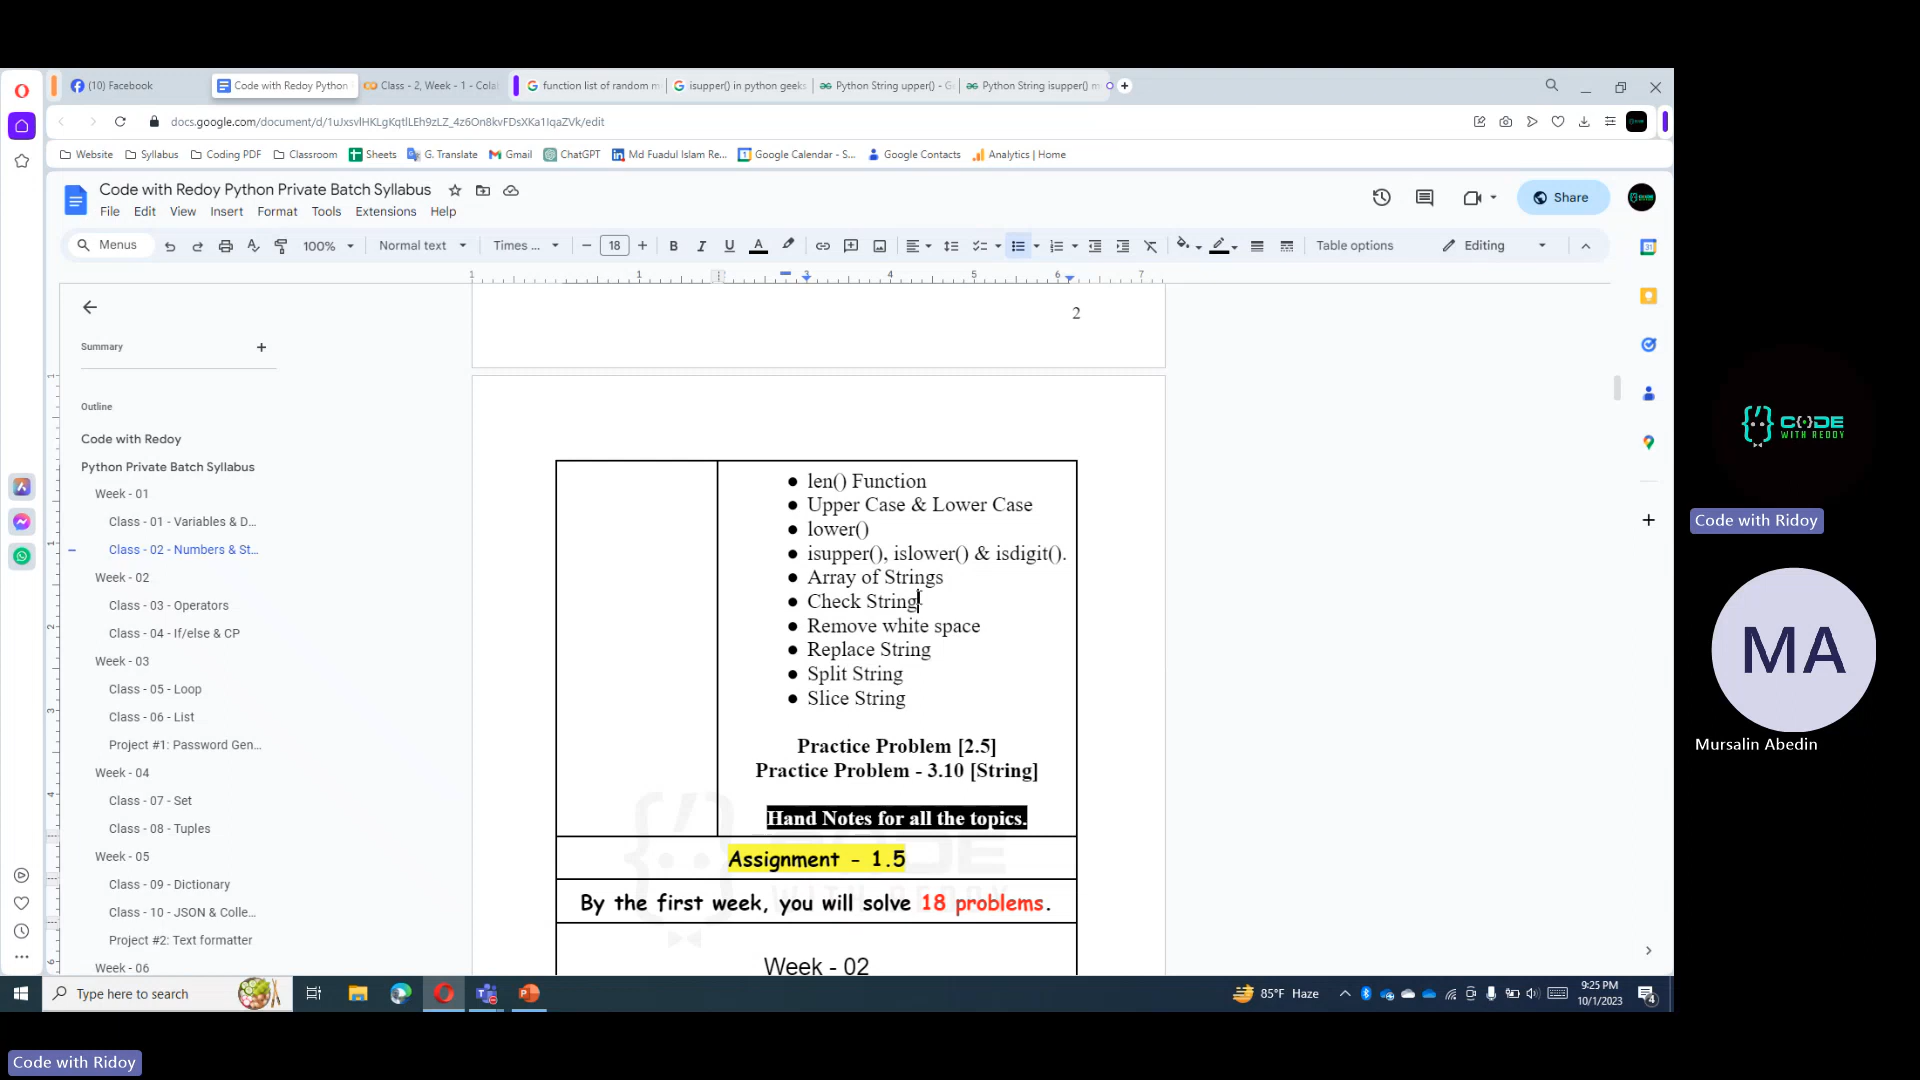 (10) Facebook
Code with Redoy Python
Class - 2, Week - 1 - Cola
function list of random m
isupper() in python geeks
Python String upper() - G
Python String isupper() m
docs.google.com/document/d/1uJxsvlHKLgKqtlLEh9zLZ_4z6On8kvFDsXKa1IqaZVk/edit
Website
Syllabus
Coding PDF
Classroom
Sheets
G. Translate
Gmail
ChatGPT
Md Fuadul Islam Re...
Google Calendar - S...
Google Contacts
Analytics | Home
Code with Redoy Python Private Batch Syllabus
File Edit View Insert Format Tools Extensions Help
Share
Menus
100%
Normal text
Times ...
18
Table options
Editing
1 1 3 4 5 6 7
2
Summary
Outline
Code with Redoy
Python Private Batch Syllabus
Week - 01
Class - 01 - Variables & D...
Class - 02 - Numbers & St...
Week - 02
Class - 03 - Operators
Class - 04 - If/else & CP
Week - 03
Class - 05 - Loop
Class - 06 - List
Project #1: Password Gen...
Week - 04
Class - 07 - Set
Class - 08 - Tuples
Week - 05
Class - 09 - Dictionary
Class - 10 - JSON & Colle...
Project #2: Text formatter
Week - 06
● len() Function
● Upper Case & Lower Case
● lower()
● isupper(), islower() & isdigit().
● Array of Strings
● Check String
● Remove white space
● Replace String
● Split String
● Slice String
Practice Problem [2.5]
Practice Problem - 3.10 [String]
Hand Notes for all the topics.
Assignment - 1.5
By the first week, you will solve 18 problems.
Week - 02
CODE
WITH REDOY
Code with Ridoy
MA
Mursalin Abedin
Type here to search
85°F Haze
9:25 PM
10/1/2023
4
Code with Ridoy